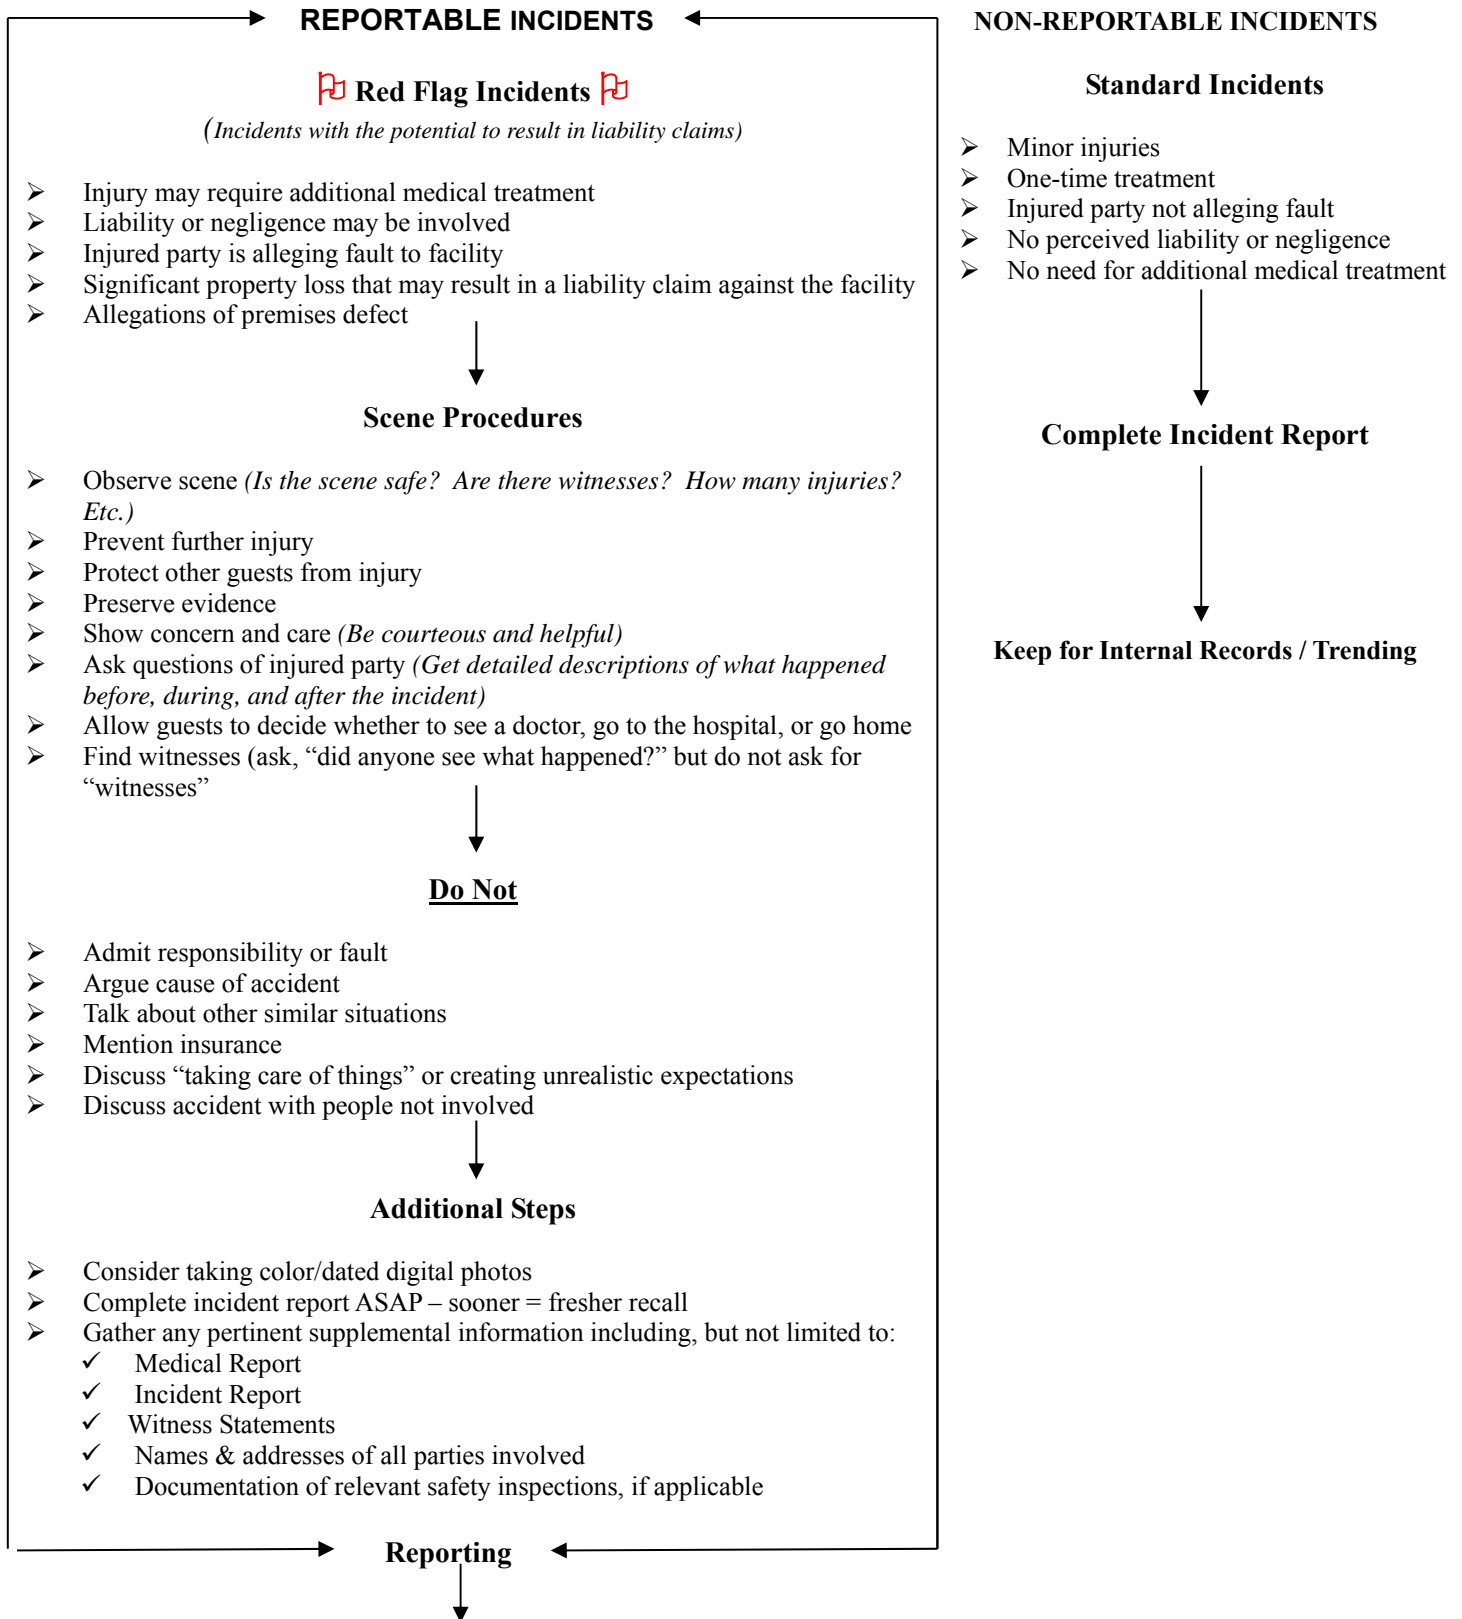 REPORTABLE INCIDENTS
Red Flag Incidents
(Incidents with the potential to result in liability claims)
➢ Injury may require additional medical treatment
➢ Liability or negligence may be involved
➢ Injured party is alleging fault to facility
➢ Significant property loss that may result in a liability claim against the facility
➢ Allegations of premises defect
Scene Procedures
➢ Observe scene (Is the scene safe? Are there witnesses? How many injuries?
Etc.)
➢ Prevent further injury
➢ Protect other guests from injury
➢ Preserve evidence
➢ Show concern and care (Be courteous and helpful)
➢ Ask questions of injured party (Get detailed descriptions of what happened
before, during, and after the incident)
➢ Allow guests to decide whether to see a doctor, go to the hospital, or go home
➢ Find witnesses (ask, “did anyone see what happened?” but do not ask for
“witnesses”
Do Not
➢ Admit responsibility or fault
➢ Argue cause of accident
➢ Talk about other similar situations
➢ Mention insurance
➢ Discuss “taking care of things” or creating unrealistic expectations
➢ Discuss accident with people not involved
Additional Steps
➢ Consider taking color/dated digital photos
➢ Complete incident report ASAP – sooner = fresher recall
➢ Gather any pertinent supplemental information including, but not limited to:
✓ Medical Report
✓ Incident Report
✓ Witness Statements
✓ Names & addresses of all parties involved
✓ Documentation of relevant safety inspections, if applicable
Reporting
NON-REPORTABLE INCIDENTS
Standard Incidents
➢ Minor injuries
➢ One-time treatment
➢ Injured party not alleging fault
➢ No perceived liability or negligence
➢ No need for additional medical treatment
Complete Incident Report
Keep for Internal Records / Trending